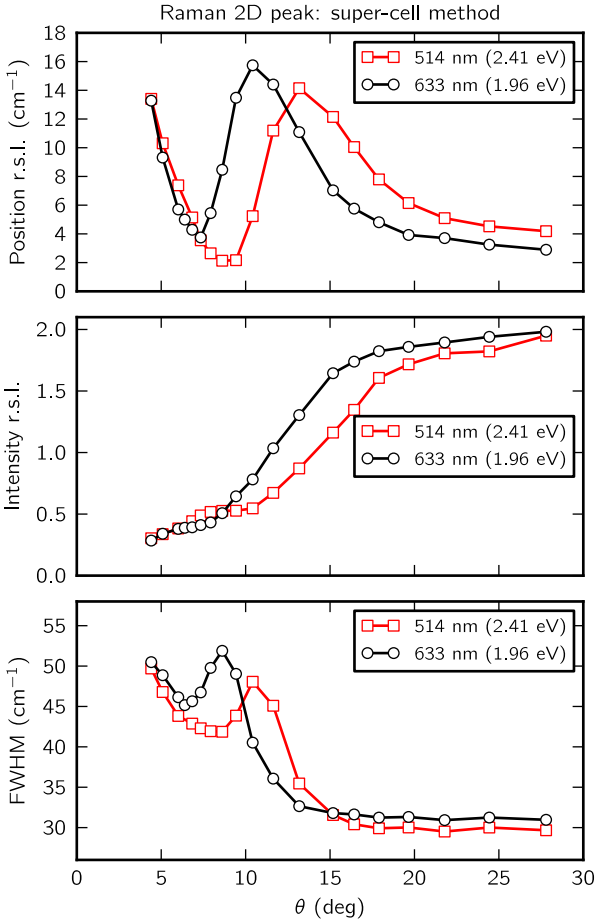 Raman 2D peak: super-cell method
Position r.s.l. (cm⁻¹)
18
16
14
12
10
8
6
4
2
0
514 nm (2.41 eV)
633 nm (1.96 eV)
Intensity r.s.l.
2.0
1.5
1.0
0.5
0.0
514 nm (2.41 eV)
633 nm (1.96 eV)
FWHM (cm⁻¹)
55
50
45
40
35
30
514 nm (2.41 eV)
633 nm (1.96 eV)
0 5 10 15 20 25 30
θ (deg)